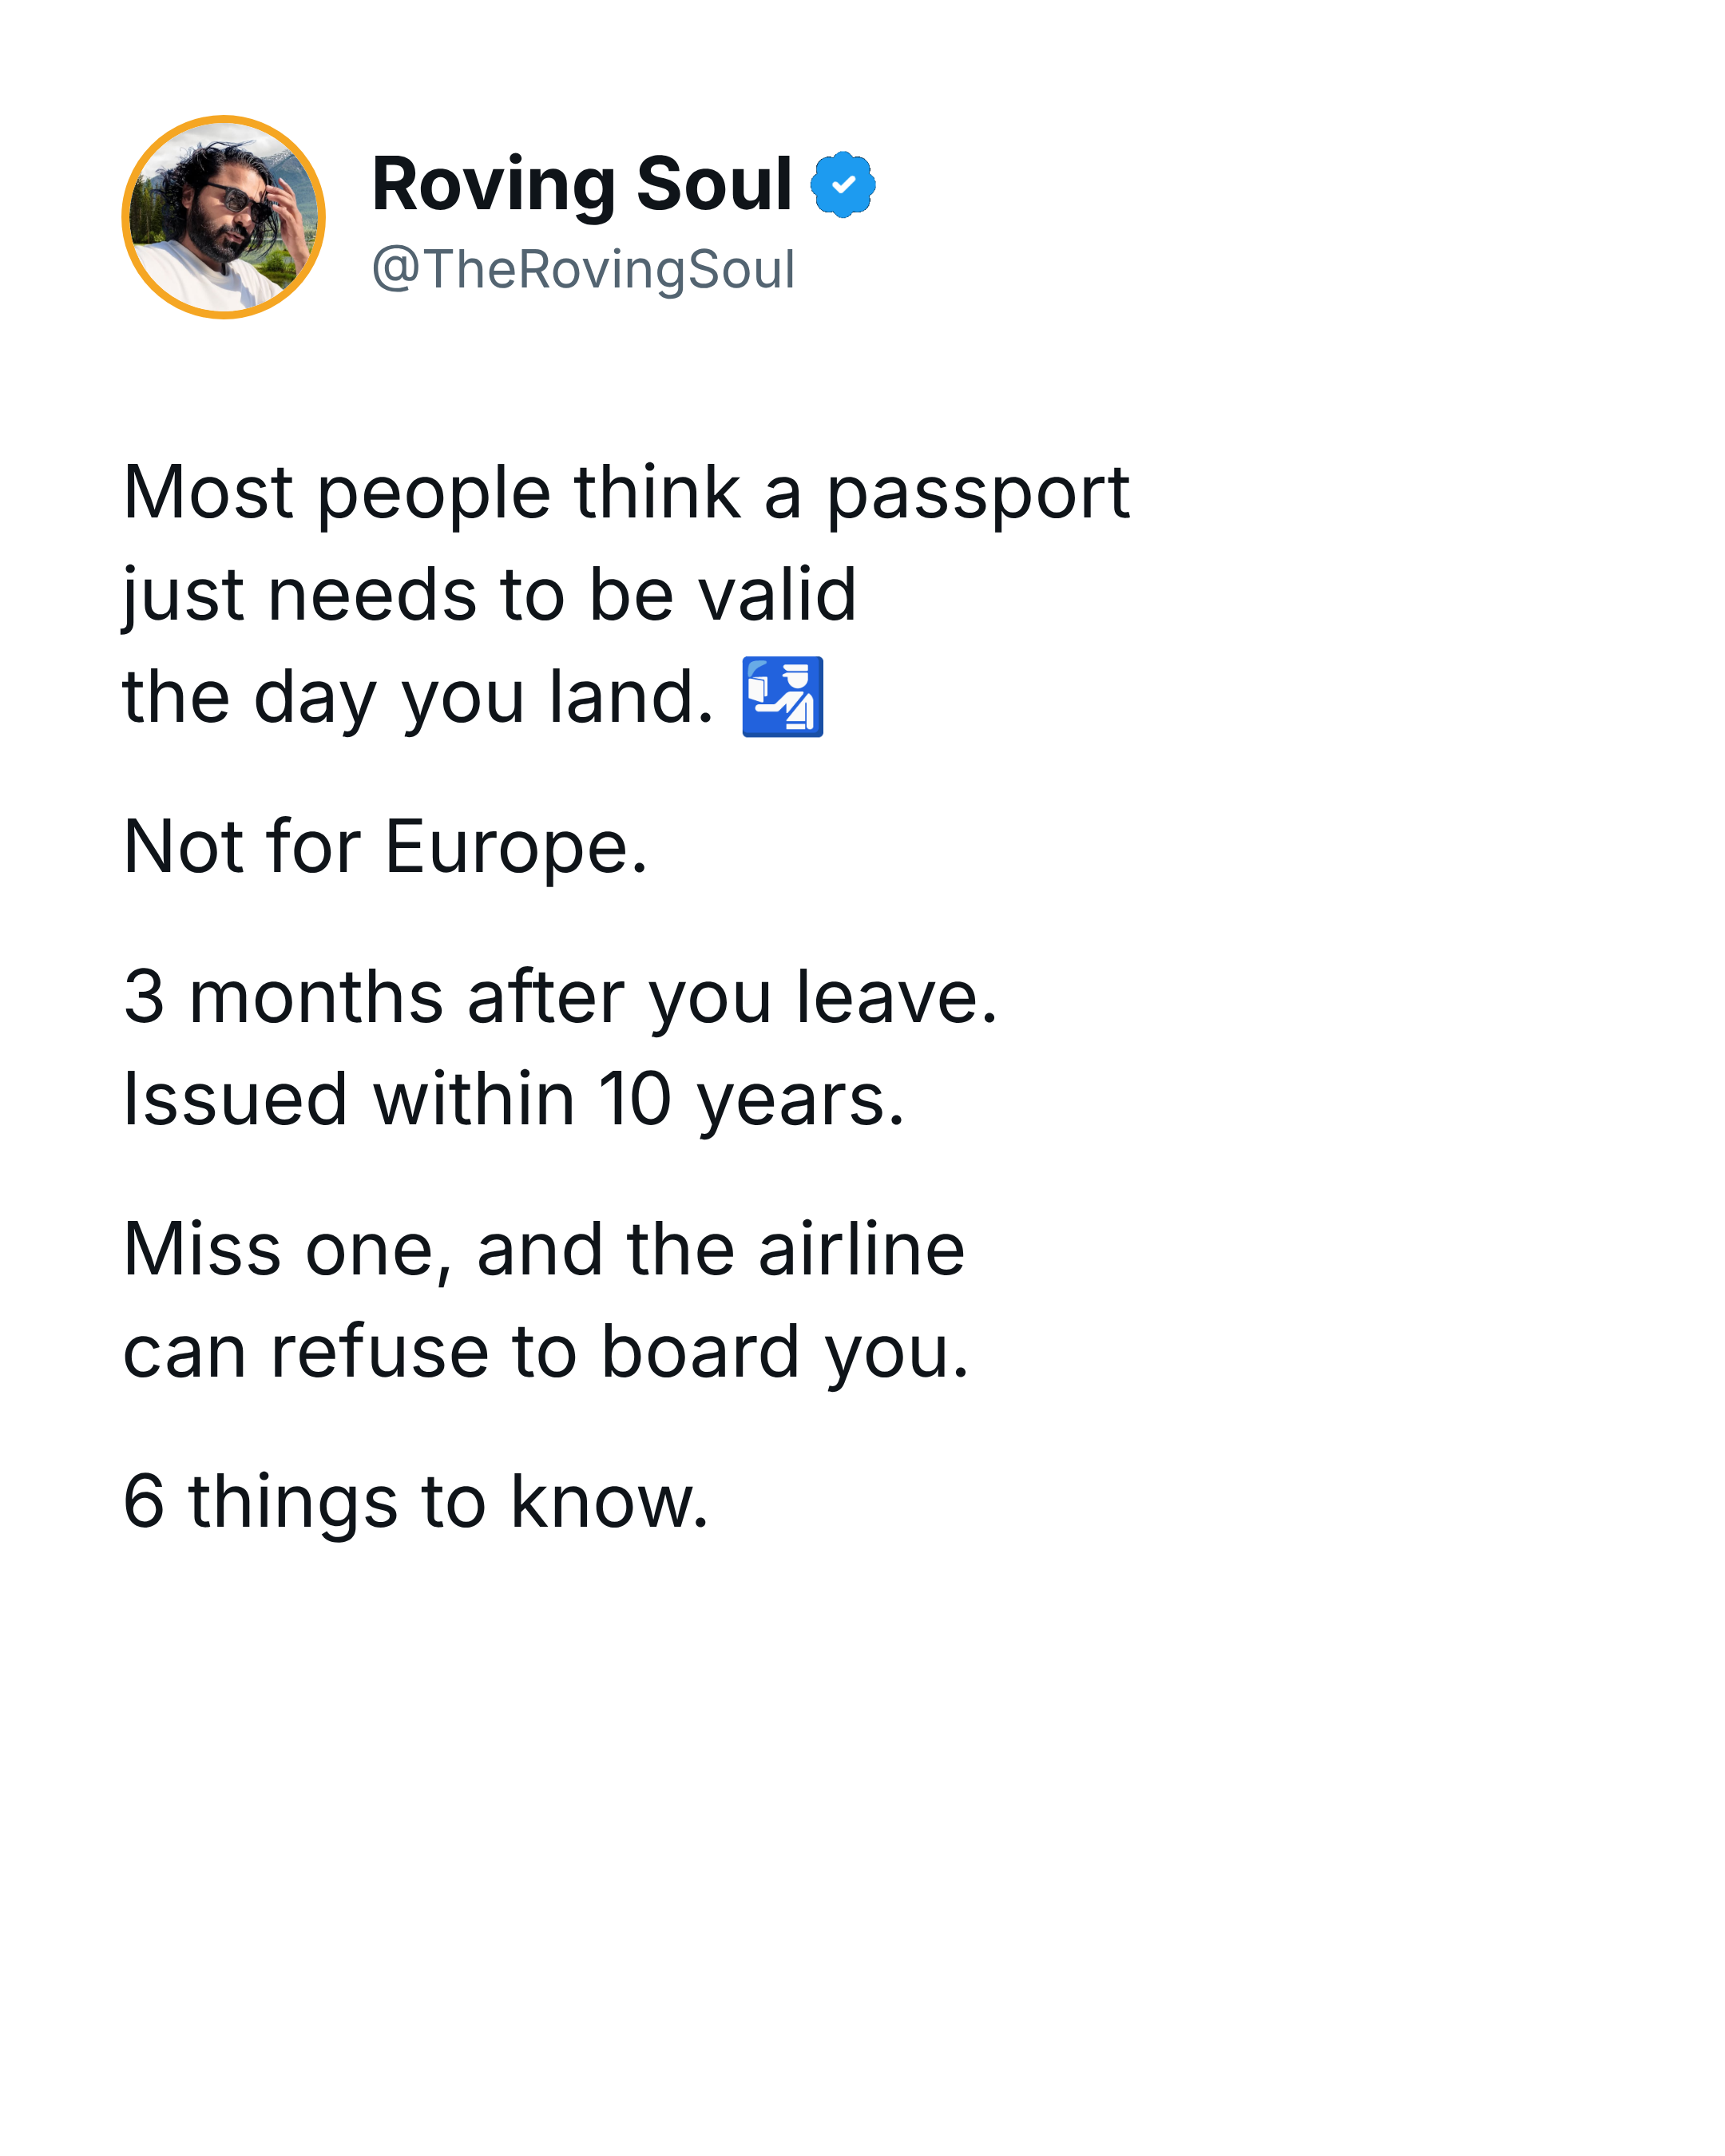 Roving Soul
@TheRovingSoul
Most people think a passport
just needs to be valid
the day you land. 🛂
Not for Europe.
3 months after you leave.
Issued within 10 years.
Miss one, and the airline
can refuse to board you.
6 things to know.